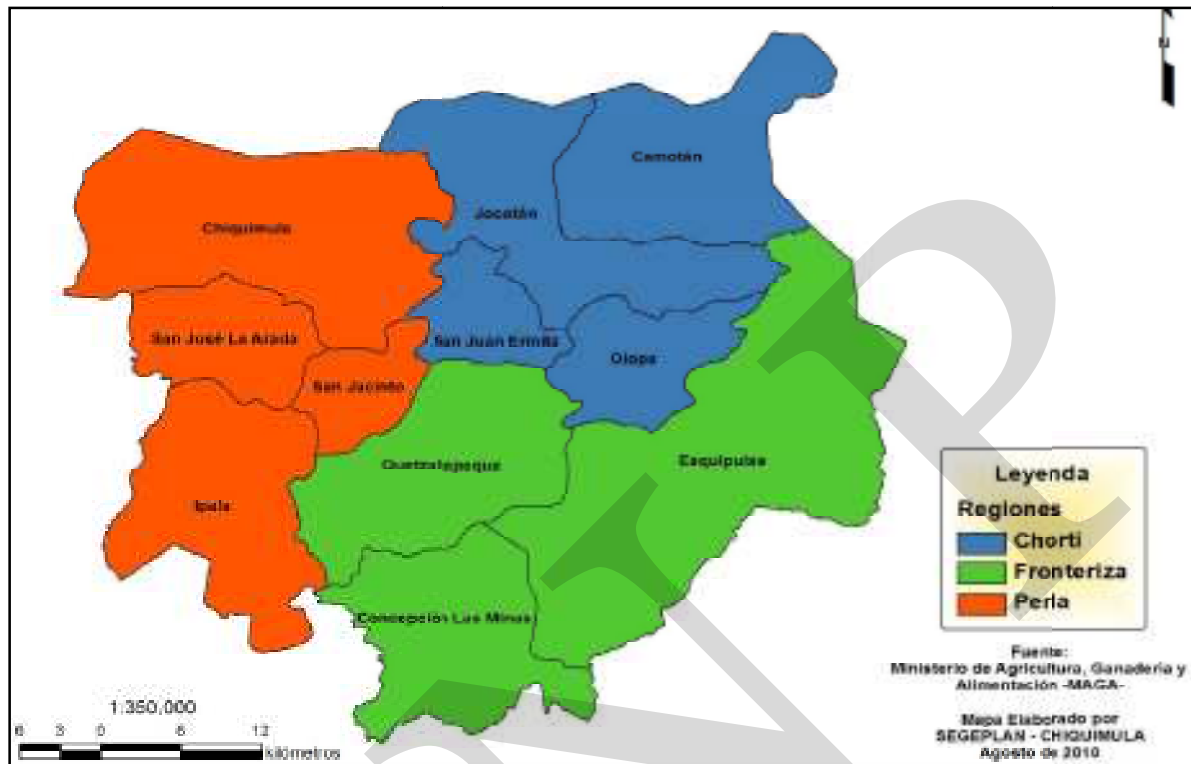 N
Camotán
Jocotán
Chiquimula
San José La Arada
San Juan Ermita
Olopa
San Jacinto
Quetzaltepeque
Esquipulas
Ipala
Concepción Las Minas
Leyenda
Regiones
Chortí
Fronteriza
Perla
Fuente:
Ministerio de Agricultura, Ganadería y
Alimentación -MAGA-
Mapa Elaborado por
SEGEPLAN - CHIQUIMULA
Agosto de 2010
1:350,000
6 3 0 6 12
kilómetros